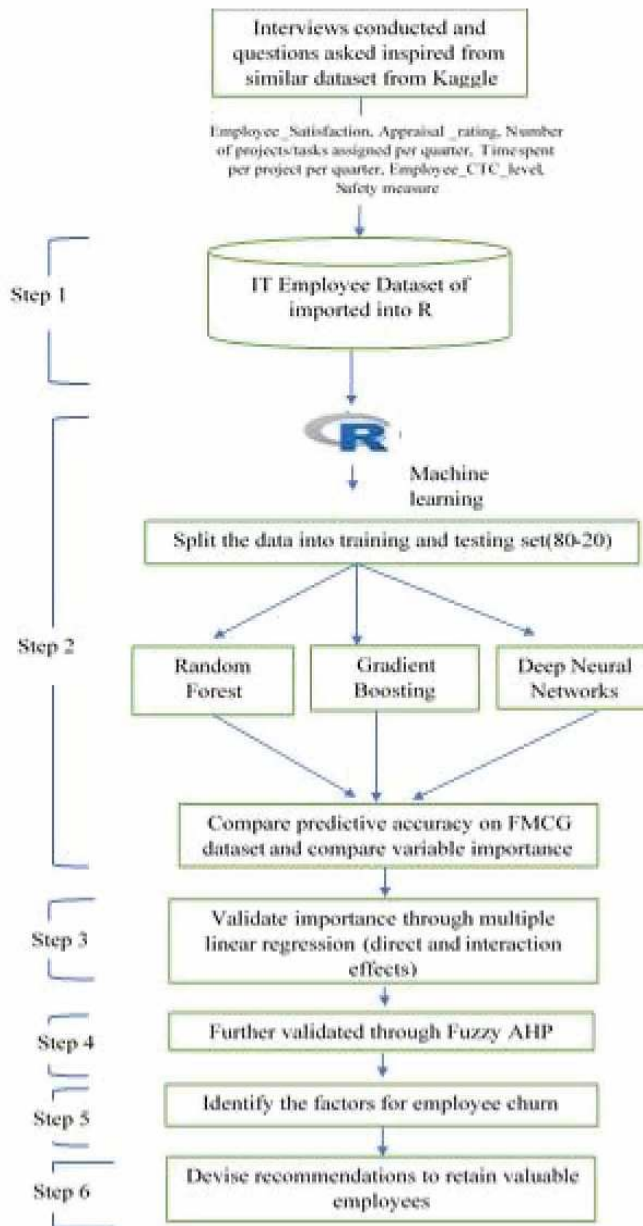 Interviews conducted and
questions asked inspired from
similar dataset from Kaggle
Employee_Satisfaction, Appraisal _rating, Number
of projects/tasks assigned per quarter, Timespent
per project per quarter, Employee_CTC_level,
Safety measure
Step 1
IT Employee Dataset of
imported into R
R
Machine
learning
Split the data into training and testing set(80-20)
Step 2
Random
Forest
Gradient
Boosting
Deep Neural
Networks
Compare predictive accuracy on FMCG
dataset and compare variable importance
Step 3
Validate importance through multiple
linear regression (direct and interaction
effects)
Step 4
Further validated through Fuzzy AHP
Step 5
Identify the factors for employee churn
Step 6
Devise recommendations to retain valuable
employees